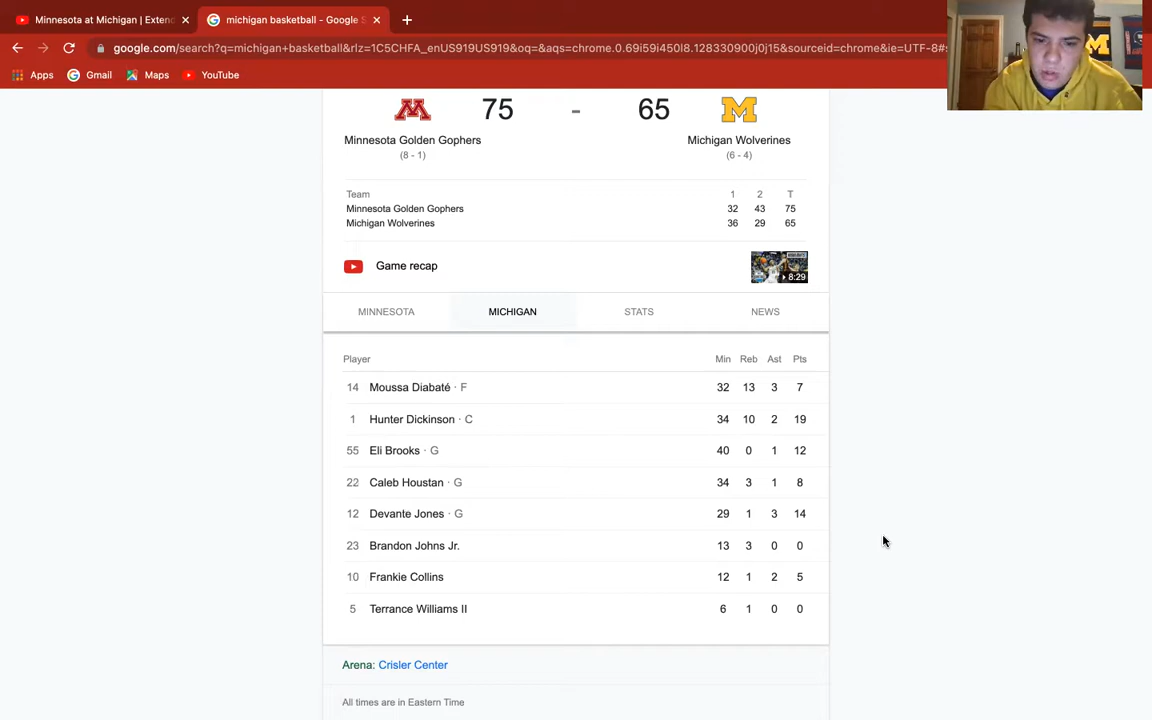 Minnesota at Michigan | Extend
michigan basketball - Google S
google.com/search?q=michigan+basketball&rlz=1C5CHFA_enUS919US919&oq=&aqs=chrome.0.69i59i450l8.128330900j0j15&sourceid=chrome&ie=UTF-8#s
Apps Gmail Maps YouTube
75 - 65
Minnesota Golden Gophers Michigan Wolverines
(8 - 1) (6 - 4)
Team 1 2 T
Minnesota Golden Gophers 32 43 75
Michigan Wolverines 36 29 65
Game recap 8:29
MINNESOTA MICHIGAN STATS NEWS
Player Min Reb Ast Pts
14 Moussa Diabaté · F 32 13 3 7
1 Hunter Dickinson · C 34 10 2 19
55 Eli Brooks · G 40 0 1 12
22 Caleb Houstan · G 34 3 1 8
12 Devante Jones · G 29 1 3 14
23 Brandon Johns Jr. 13 3 0 0
10 Frankie Collins 12 1 2 5
5 Terrance Williams II 6 1 0 0
Arena: Crisler Center
All times are in Eastern Time